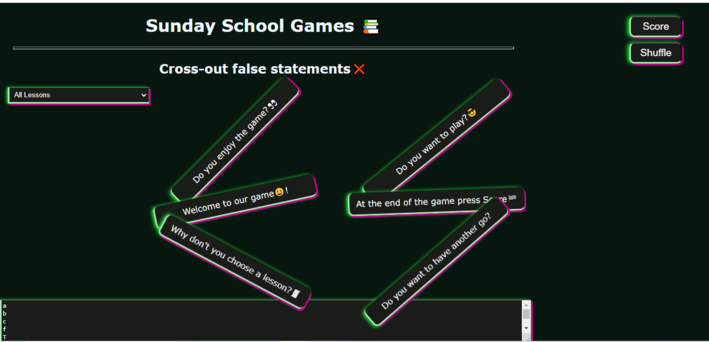 Sunday School Games 📚
Score
Shuffle
Cross-out false statements❌
All Lessons
Do you enjoy the game?👀
Do you want to play?😎
Welcome to our game😀!
At the end of the game press Score
Why don't you choose a lesson?
Do you want to have another go?
a
b
c
f
T